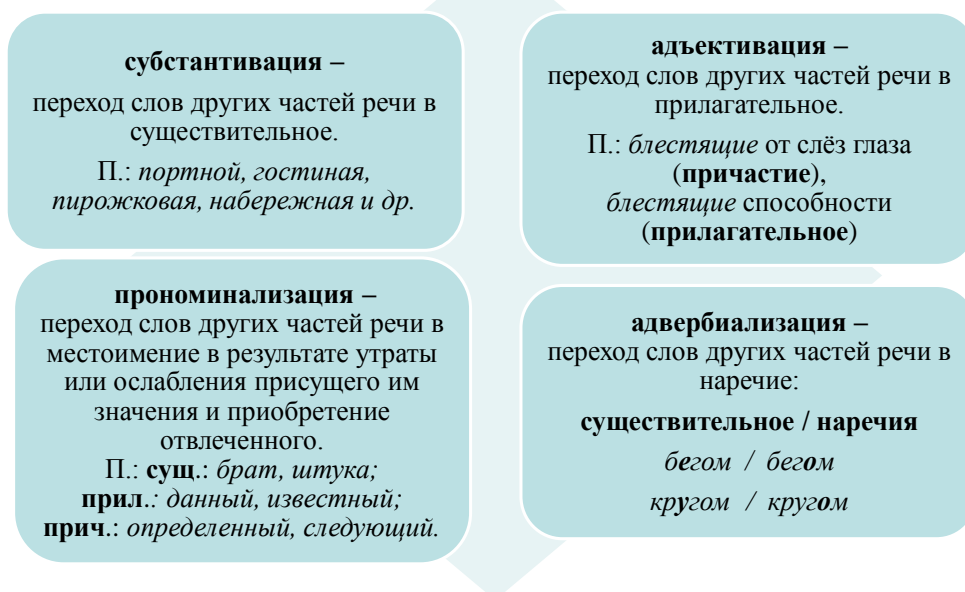 субстантивация –
переход слов других частей речи в
существительное.
П.: портной, гостиная,
пирожковая, набережная и др.
адъективация –
переход слов других частей речи в
прилагательное.
П.: блестящие от слёз глаза
(причастие),
блестящие способности
(прилагательное)
прономинализация –
переход слов других частей речи в
местоимение в результате утраты
или ослабления присущего им
значения и приобретение
отвлеченного.
П.: сущ.: брат, штука;
прил.: данный, известный;
прич.: определенный, следующий.
адвербиализация –
переход слов других частей речи в
наречие:
существительное / наречия
бегом / бегом
кругом / кругом